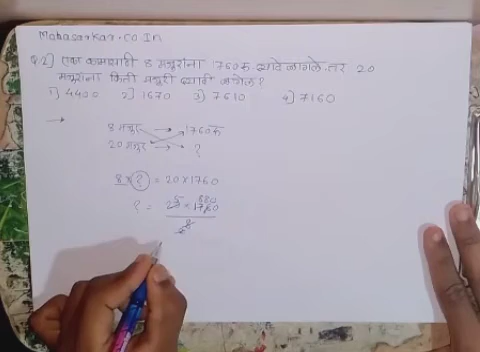 Mahasarkar.co In
Q.2] एका कामासाठी 8 मजुरांना 1760रु द्यावे लागले. तर 20
मजुरांना किती मजुरी द्यावी लागेल?
1) 4400 2) 1670 3) 7610 4) 7160
→ 8 मजुर → 1760रु
20 मजुर → ?
8 × ? = 20 × 1760
? = 20 × 1760
8